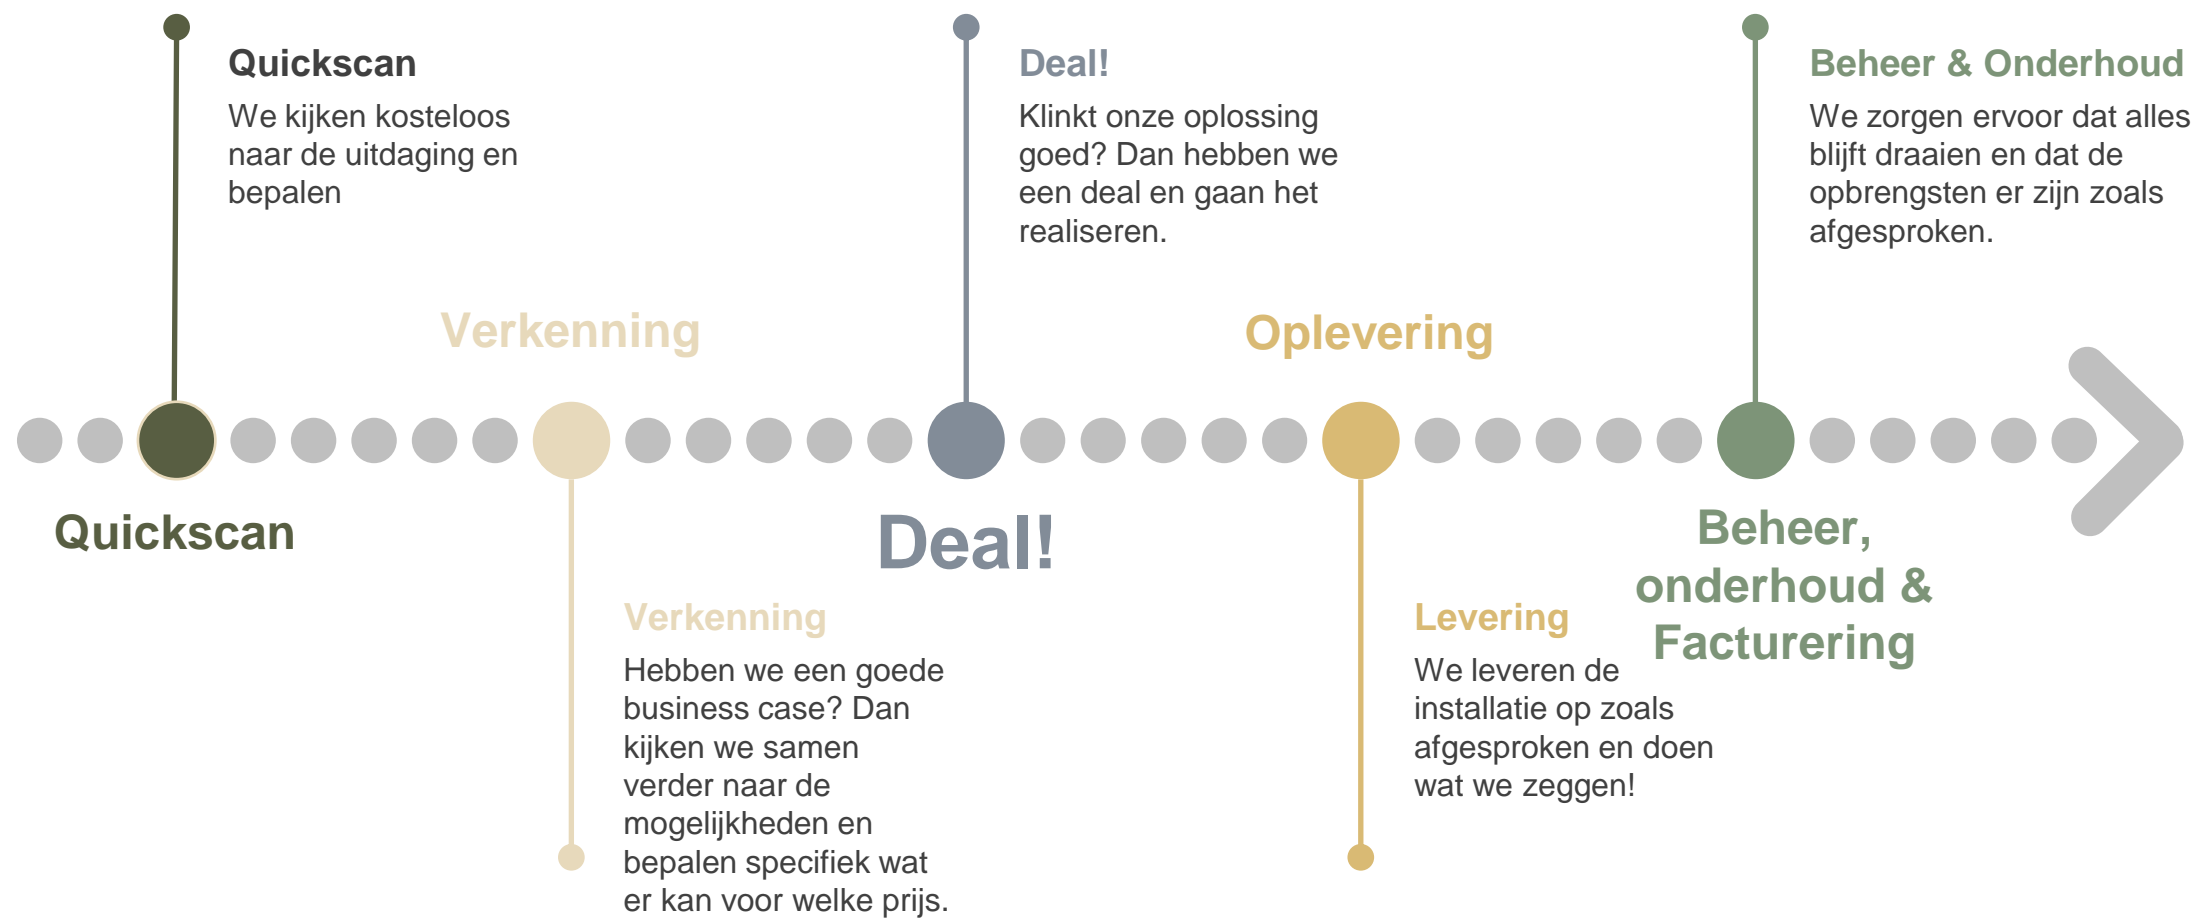 Quickscan
We kijken kosteloos
naar de uitdaging en
bepalen
Deal!
Klinkt onze oplossing
goed? Dan hebben we
een deal en gaan het
realiseren.
Beheer & Onderhoud
We zorgen ervoor dat alles
blijft draaien en dat de
opbrengsten er zijn zoals
afgesproken.
Verkenning
Oplevering
Quickscan
Deal!
Beheer,
onderhoud &
Facturering
Verkenning
Hebben we een goede
business case? Dan
kijken we samen
verder naar de
mogelijkheden en
bepalen specifiek wat
er kan voor welke prijs.
Levering
We leveren de
installatie op zoals
afgesproken en doen
wat we zeggen!